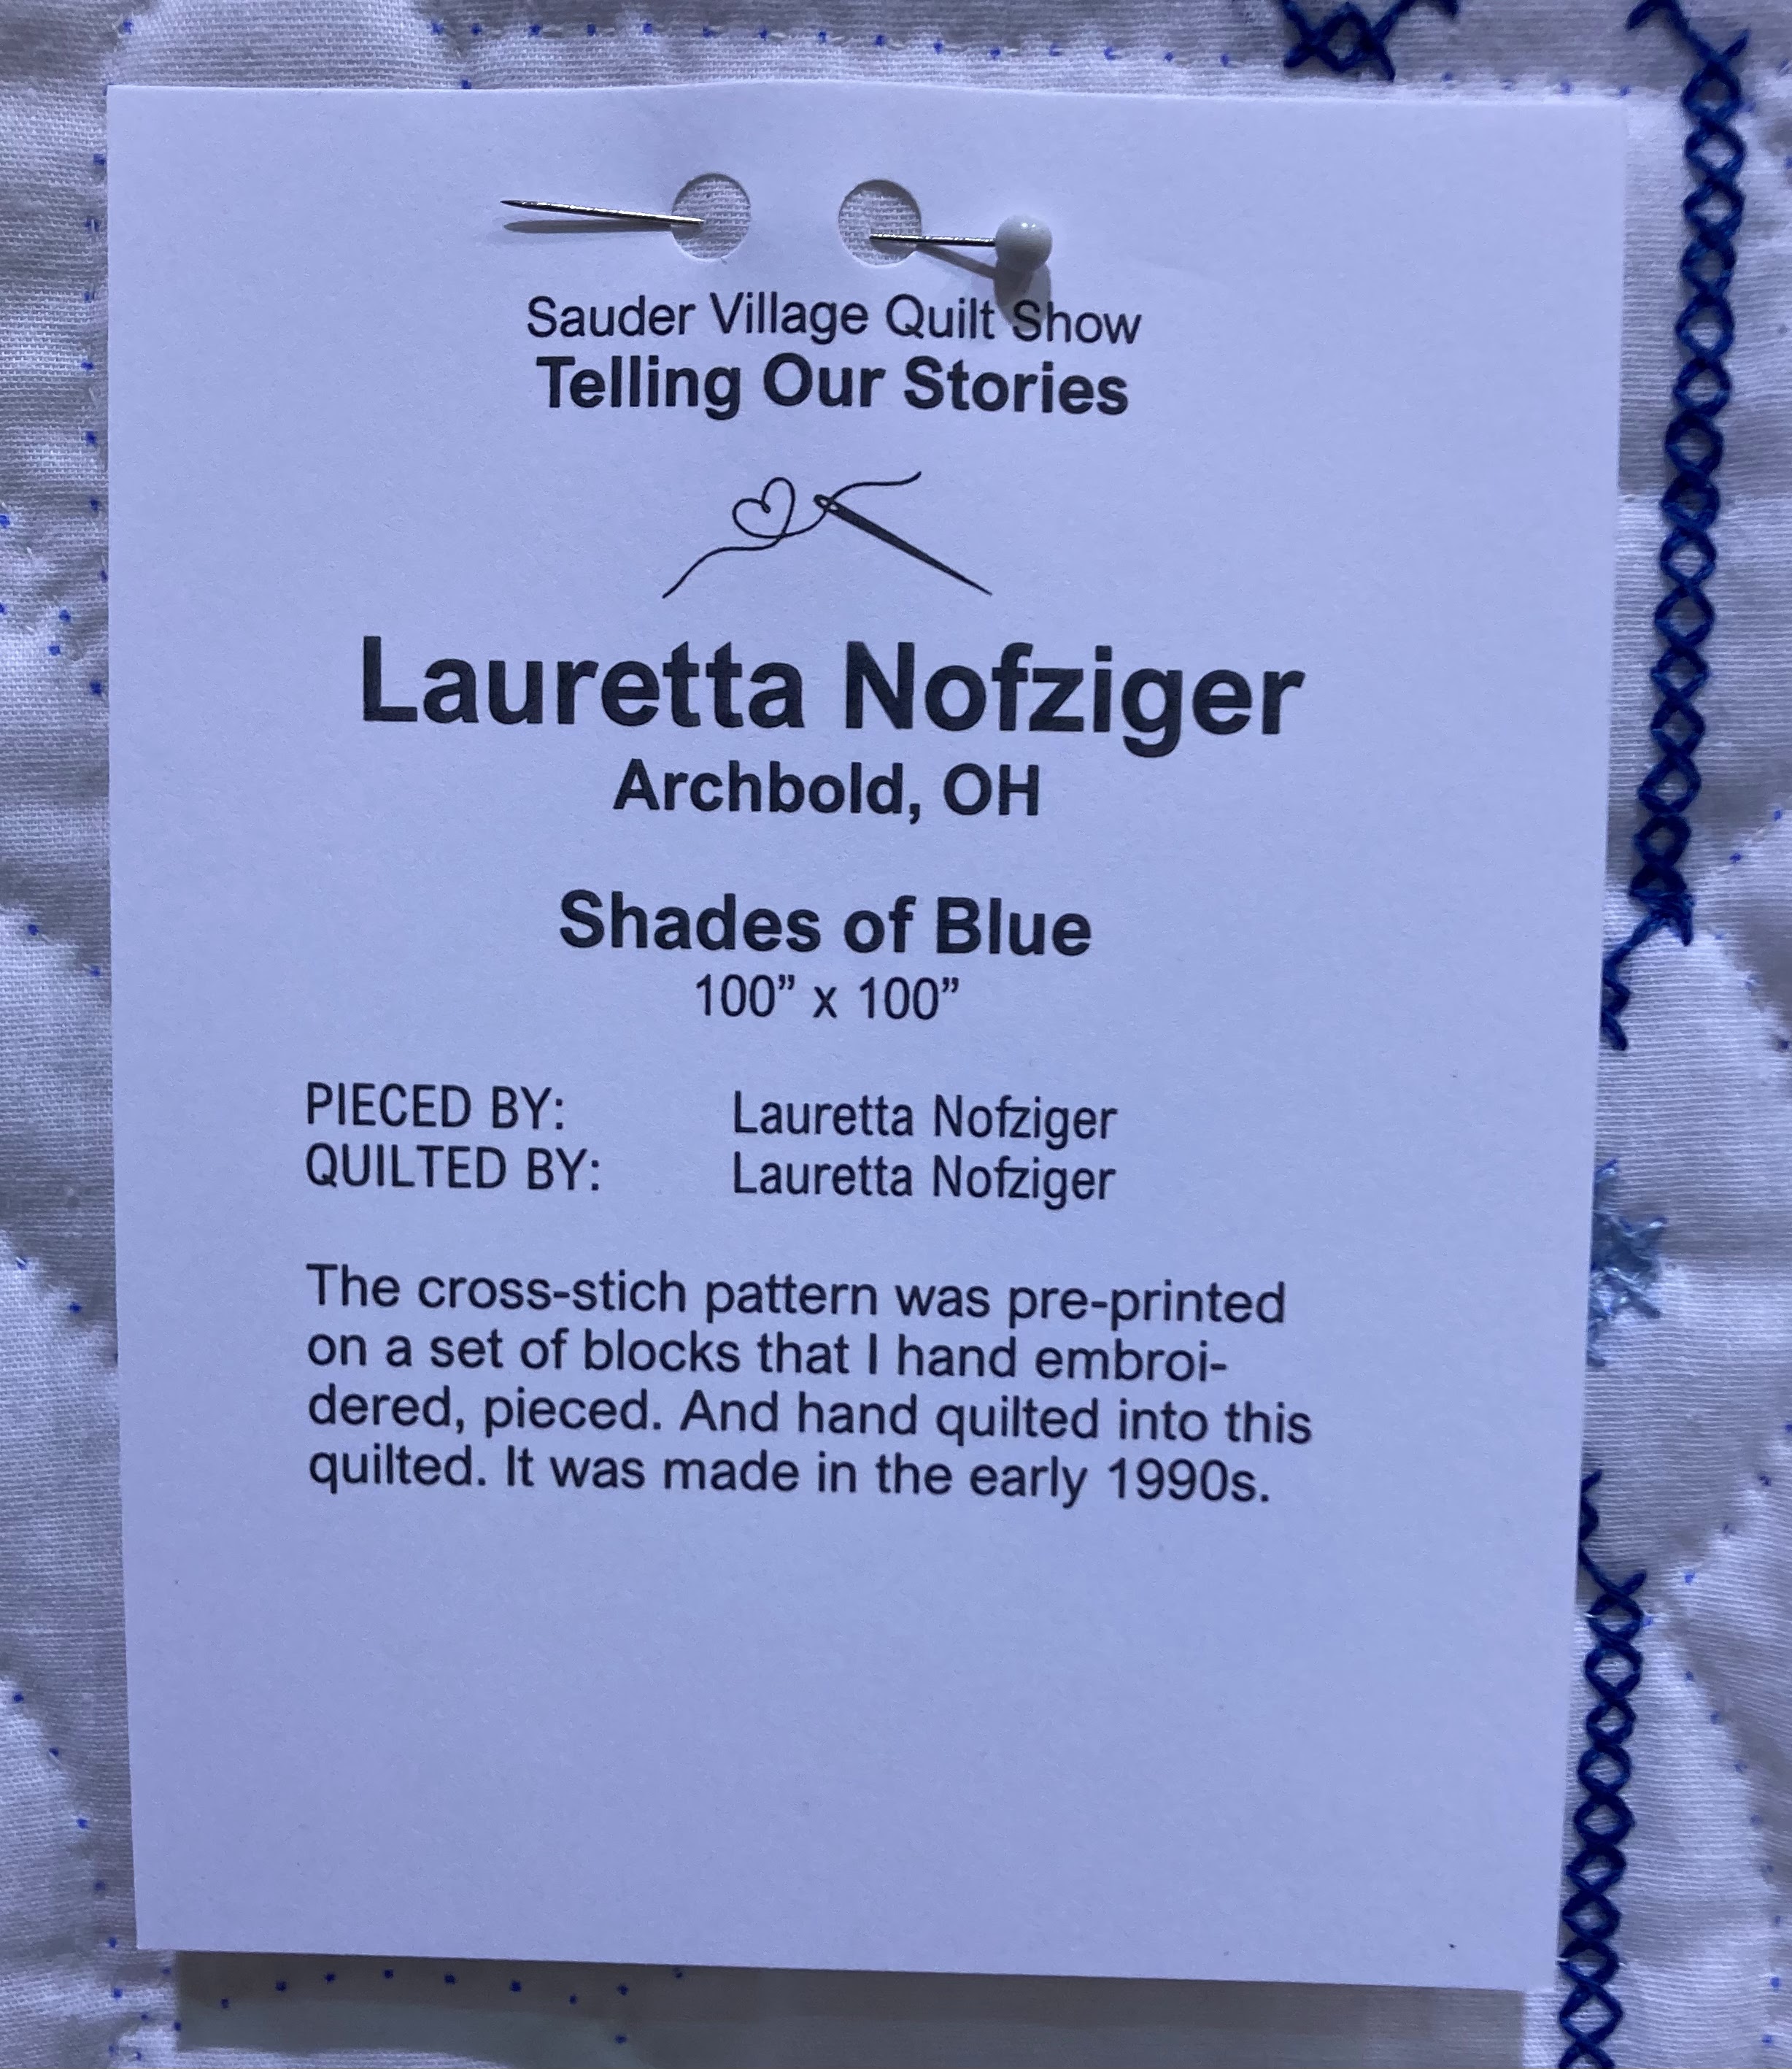 Sauder Village Quilt Show
Telling Our Stories
Lauretta Nofziger
Archbold, OH
Shades of Blue
100” x 100”
PIECED BY: Lauretta Nofziger
QUILTED BY: Lauretta Nofziger
The cross-stich pattern was pre-printed
on a set of blocks that I hand embroi-
dered, pieced. And hand quilted into this
quilted. It was made in the early 1990s.